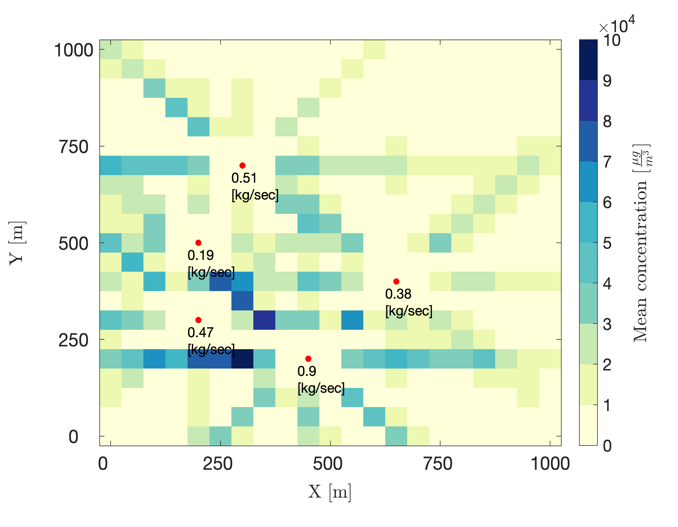 ×10⁴
1000
750
500
250
0
Y [m]
0.51
[kg/sec]
0.19
[kg/sec]
0.38
[kg/sec]
0.47
[kg/sec]
0.9
[kg/sec]
0 250 500 750 1000
X [m]
10
9
8
7
6
5
4
3
2
1
0
Mean concentration [μg/m³]